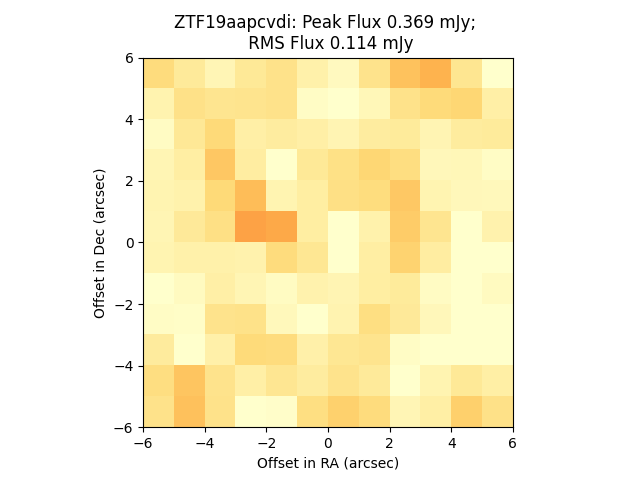 ZTF19aapcvdi: Peak Flux 0.369 mJy;
RMS Flux 0.114 mJy
6
4
2
0
−2
−4
−6
Offset in Dec (arcsec)
−6 −4 −2 0 2 4 6
Offset in RA (arcsec)